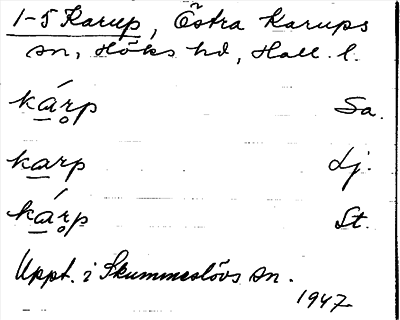 1-5 Karup, Östra Karups
sn, Höks hd, Hall. l.
kárp̥ Sa.
karp Lj.
kárp̥ St.
Uppt. i Skummeslövs sn.
1947